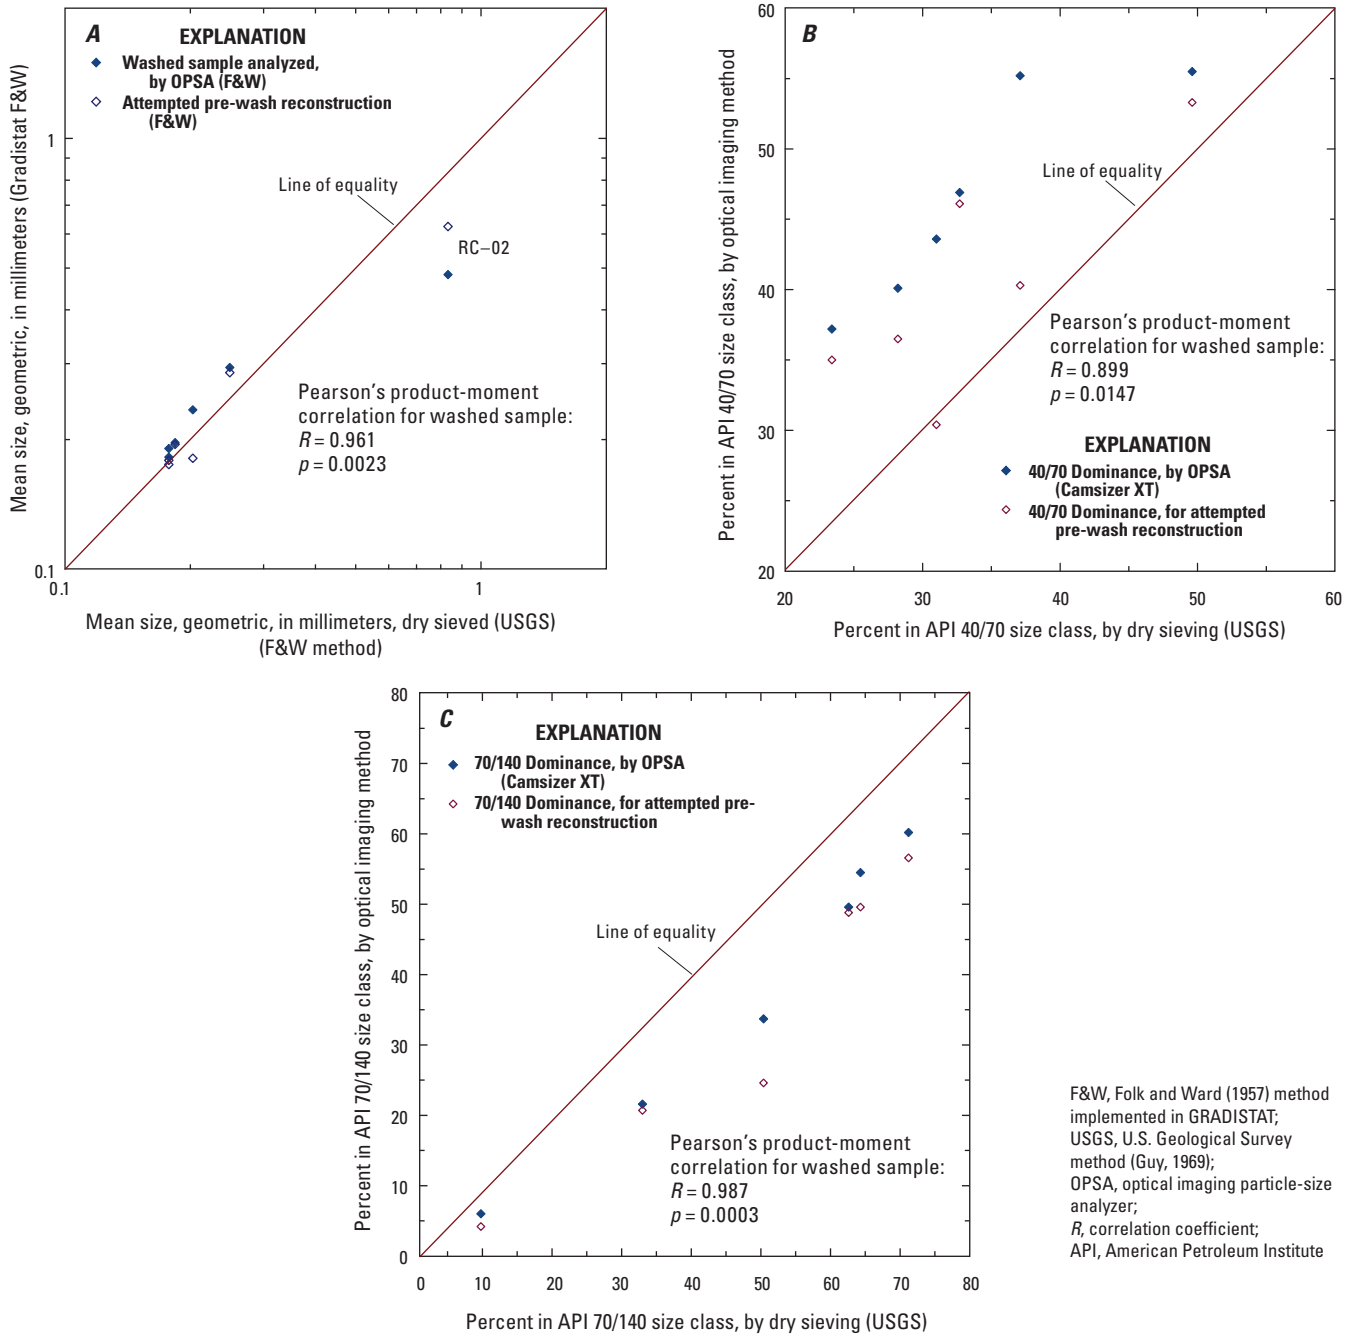 A
EXPLANATION
Washed sample analyzed,
by OPSA (F&W)
Attempted pre-wash reconstruction
(F&W)
Line of equality
RC–02
Pearson's product-moment
correlation for washed sample:
R = 0.961
p = 0.0023
1
0.1
0.1
1
Mean size, geometric, in millimeters (Gradistat F&W)
Mean size, geometric, in millimeters, dry sieved (USGS)
(F&W method)
B
Line of equality
Pearson's product-moment
correlation for washed sample:
R = 0.899
p = 0.0147
EXPLANATION
40/70 Dominance, by OPSA
(Camsizer XT)
40/70 Dominance, for attempted
pre-wash reconstruction
60
50
40
30
20
20
30
40
50
60
Percent in API 40/70 size class, by optical imaging method
Percent in API 40/70 size class, by dry sieving (USGS)
C
EXPLANATION
70/140 Dominance, by OPSA
(Camsizer XT)
70/140 Dominance, for attempted pre-
wash reconstruction
Line of equality
Pearson's product-moment
correlation for washed sample:
R = 0.987
p = 0.0003
80
70
60
50
40
30
20
10
0
0
10
20
30
40
50
60
70
80
Percent in API 70/140 size class, by optical imaging method
Percent in API 70/140 size class, by dry sieving (USGS)
F&W, Folk and Ward (1957) method
implemented in GRADISTAT;
USGS, U.S. Geological Survey
method (Guy, 1969);
OPSA, optical imaging particle-size
analyzer;
R, correlation coefficient;
API, American Petroleum Institute